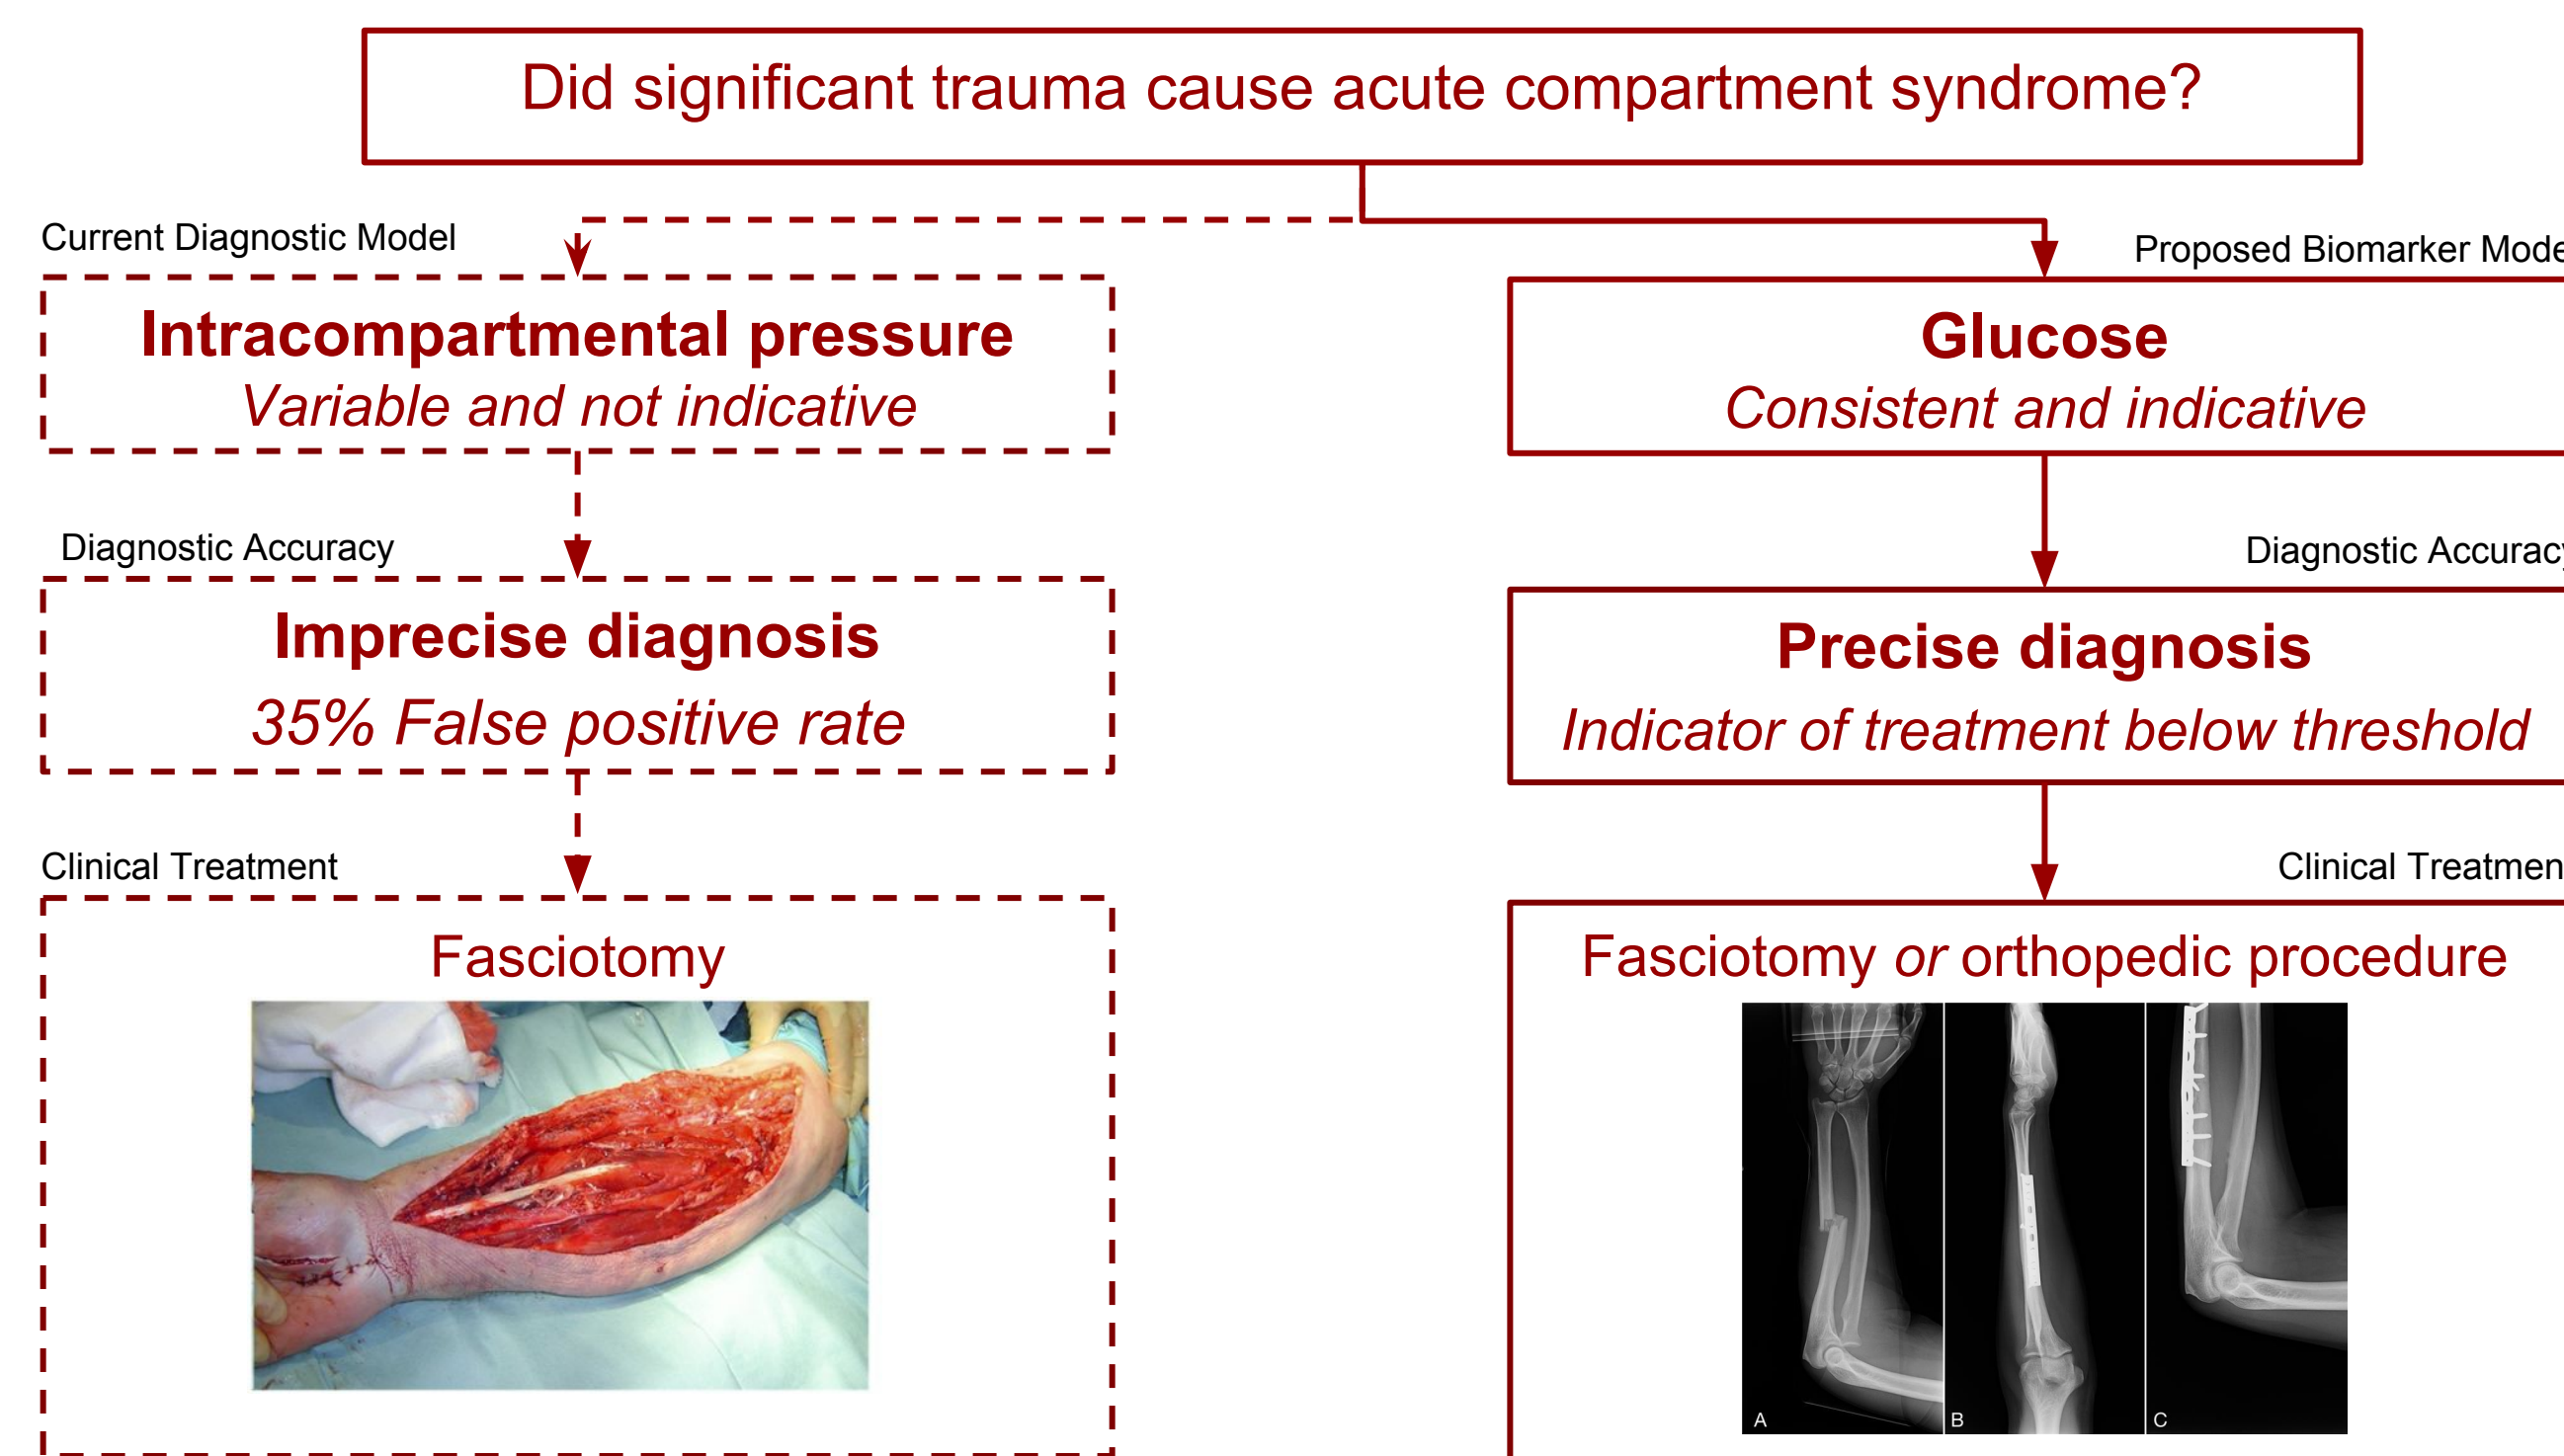 Did significant trauma cause acute compartment syndrome?
Current Diagnostic Model
Intracompartmental pressure
Variable and not indicative
Diagnostic Accuracy
Imprecise diagnosis
35% False positive rate
Clinical Treatment
Fasciotomy
Proposed Biomarker Mode
Glucose
Consistent and indicative
Diagnostic Accuracy
Precise diagnosis
Indicator of treatment below threshold
Clinical Treatmen
Fasciotomy or orthopedic procedure
A B C